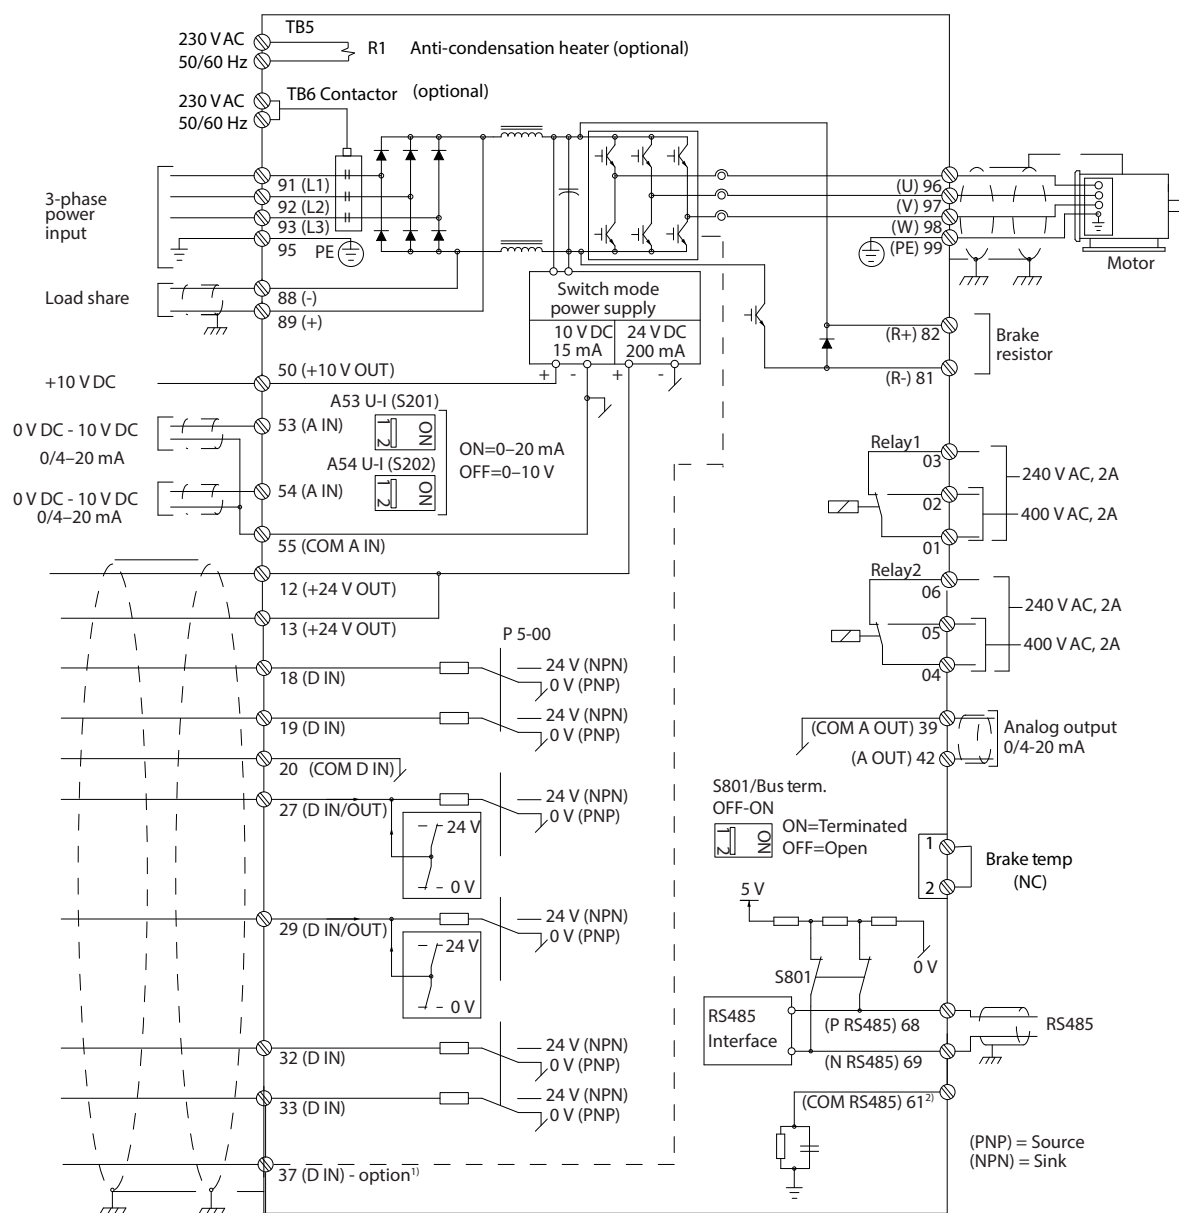 TB5
230 V AC
50/60 Hz
R1
Anti-condensation heater (optional)
TB6 Contactor (optional)
230 V AC
50/60 Hz
3-phase
power
input
91 (L1)
92 (L2)
93 (L3)
95
PE
Load share
88 (-)
89 (+)
Switch mode
power supply
10 V DC
15 mA
24 V DC
200 mA
+
-
+
-
(U) 96
(V) 97
(W) 98
(PE) 99
Motor
(R+) 82
(R-) 81
Brake
resistor
+10 V DC
50 (+10 V OUT)
A53 U-I (S201)
1
2
ON
A54 U-I (S202)
1
2
ON
ON=0–20 mA
OFF=0–10 V
0 V DC - 10 V DC
0/4–20 mA
53 (A IN)
0 V DC - 10 V DC
0/4–20 mA
54 (A IN)
55 (COM A IN)
12 (+24 V OUT)
13 (+24 V OUT)
P 5-00
18 (D IN)
24 V (NPN)
0 V (PNP)
19 (D IN)
24 V (NPN)
0 V (PNP)
20 (COM D IN)
27 (D IN/OUT)
24 V (NPN)
0 V (PNP)
24 V
0 V
29 (D IN/OUT)
24 V (NPN)
0 V (PNP)
24 V
0 V
32 (D IN)
24 V (NPN)
0 V (PNP)
33 (D IN)
24 V (NPN)
0 V (PNP)
37 (D IN) - option1)
Relay1
03
02
01
240 V AC, 2A
400 V AC, 2A
Relay2
06
05
04
240 V AC, 2A
400 V AC, 2A
(COM A OUT) 39
(A OUT) 42
Analog output
0/4-20 mA
S801/Bus term.
OFF-ON
1
2
ON
ON=Terminated
OFF=Open
1
2
Brake temp
(NC)
5 V
0 V
S801
RS485
Interface
(P RS485) 68
(N RS485) 69
RS485
(COM RS485) 61 2)
(PNP) = Source
(NPN) = Sink